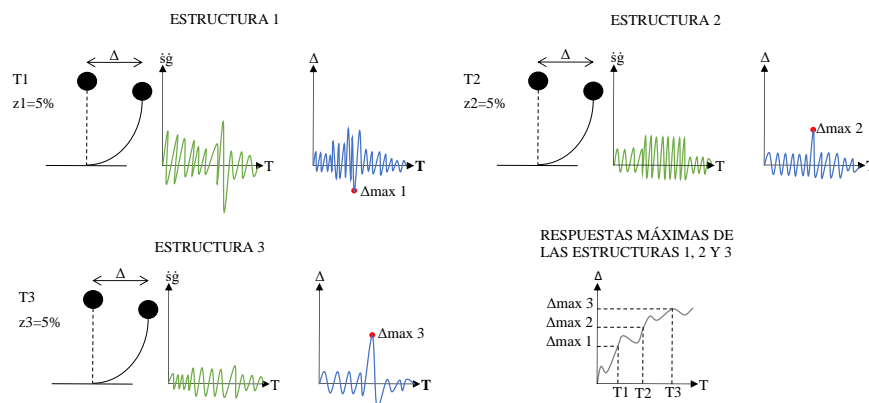 ESTRUCTURA 1
Δ
T1
z1=5%
s̈g̈
T
Δ
T
Δmax 1
ESTRUCTURA 2
Δ
T2
z2=5%
s̈g̈
T
Δ
T
Δmax 2
ESTRUCTURA 3
Δ
T3
z3=5%
s̈g̈
T
Δ
T
Δmax 3
RESPUESTAS MÁXIMAS DE
LAS ESTRUCTURAS 1, 2 Y 3
Δ
Δmax 3
Δmax 2
Δmax 1
T1 T2 T3
T